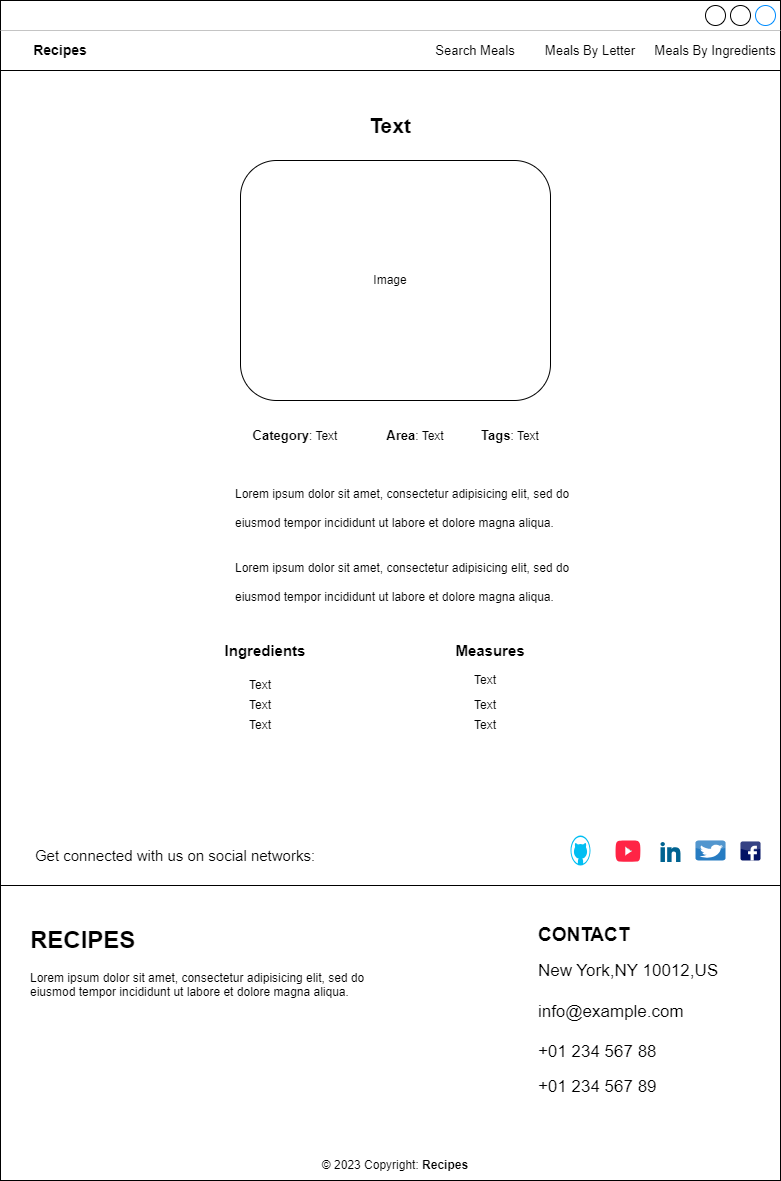 Recipes
Search Meals
Meals By Letter
Meals By Ingredients
Text
Image
Category: Text
Area: Text
Tags: Text
Lorem ipsum dolor sit amet, consectetur adipisicing elit, sed do
eiusmod tempor incididunt ut labore et dolore magna aliqua.
Lorem ipsum dolor sit amet, consectetur adipisicing elit, sed do
eiusmod tempor incididunt ut labore et dolore magna aliqua.
Ingredients
Text
Text
Text
Measures
Text
Text
Text
Get connected with us on social networks:
in
f
RECIPES
Lorem ipsum dolor sit amet, consectetur adipisicing elit, sed do
eiusmod tempor incididunt ut labore et dolore magna aliqua.
CONTACT
New York,NY 10012,US
info@example.com
+01 234 567 88
+01 234 567 89
© 2023 Copyright: Recipes